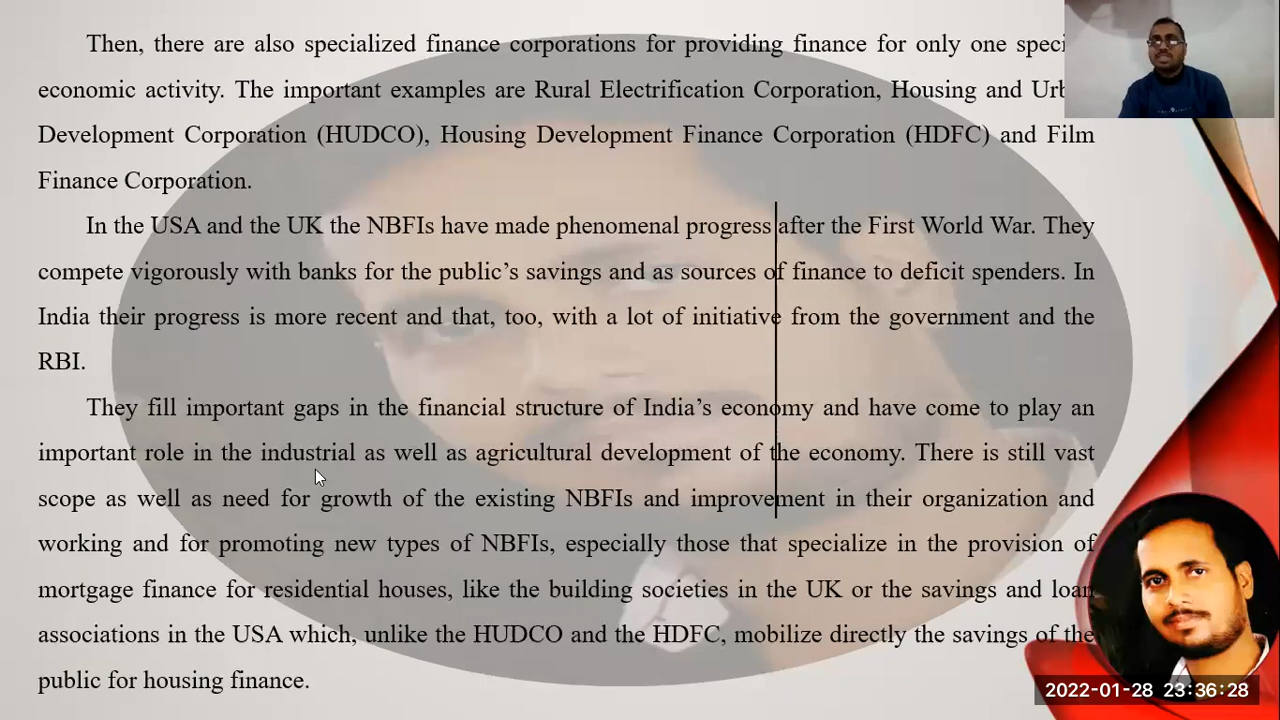 Then, there are also specialized finance corporations for providing finance for only one
economic activity. The important examples are Rural Electrification Corporation, Housing and
Development Corporation (HUDCO), Housing Development Finance Corporation (HDFC) and Film
Finance Corporation.
In the USA and the UK the NBFIs have made phenomenal progress after the First World War. They
compete vigorously with banks for the public’s savings and as sources of finance to deficit spenders. In
India their progress is more recent and that, too, with a lot of initiative from the government and the
RBI.
They fill important gaps in the financial structure of India’s economy and have come to play an
important role in the industrial as well as agricultural development of the economy. There is still vast
scope as well as need for growth of the existing NBFIs and improvement in their organization and
working and for promoting new types of NBFIs, especially those that specialize in the provision of
mortgage finance for residential houses, like the building societies in the UK or the savings and loan
associations in the USA which, unlike the HUDCO and the HDFC, mobilize directly the savings of the
public for housing finance.
2022-01-28 23:36:28